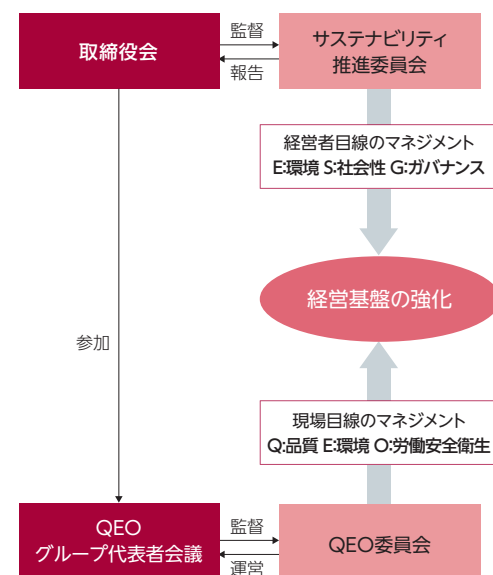 取締役会
監督
報告
サステナビリティ
推進委員会
経営者目線のマネジメント
E:環境 S:社会性 G:ガバナンス
経営基盤の強化
参加
現場目線のマネジメント
Q:品質 E:環境 O:労働安全衛生
QEO
グループ代表者会議
監督
運営
QEO委員会